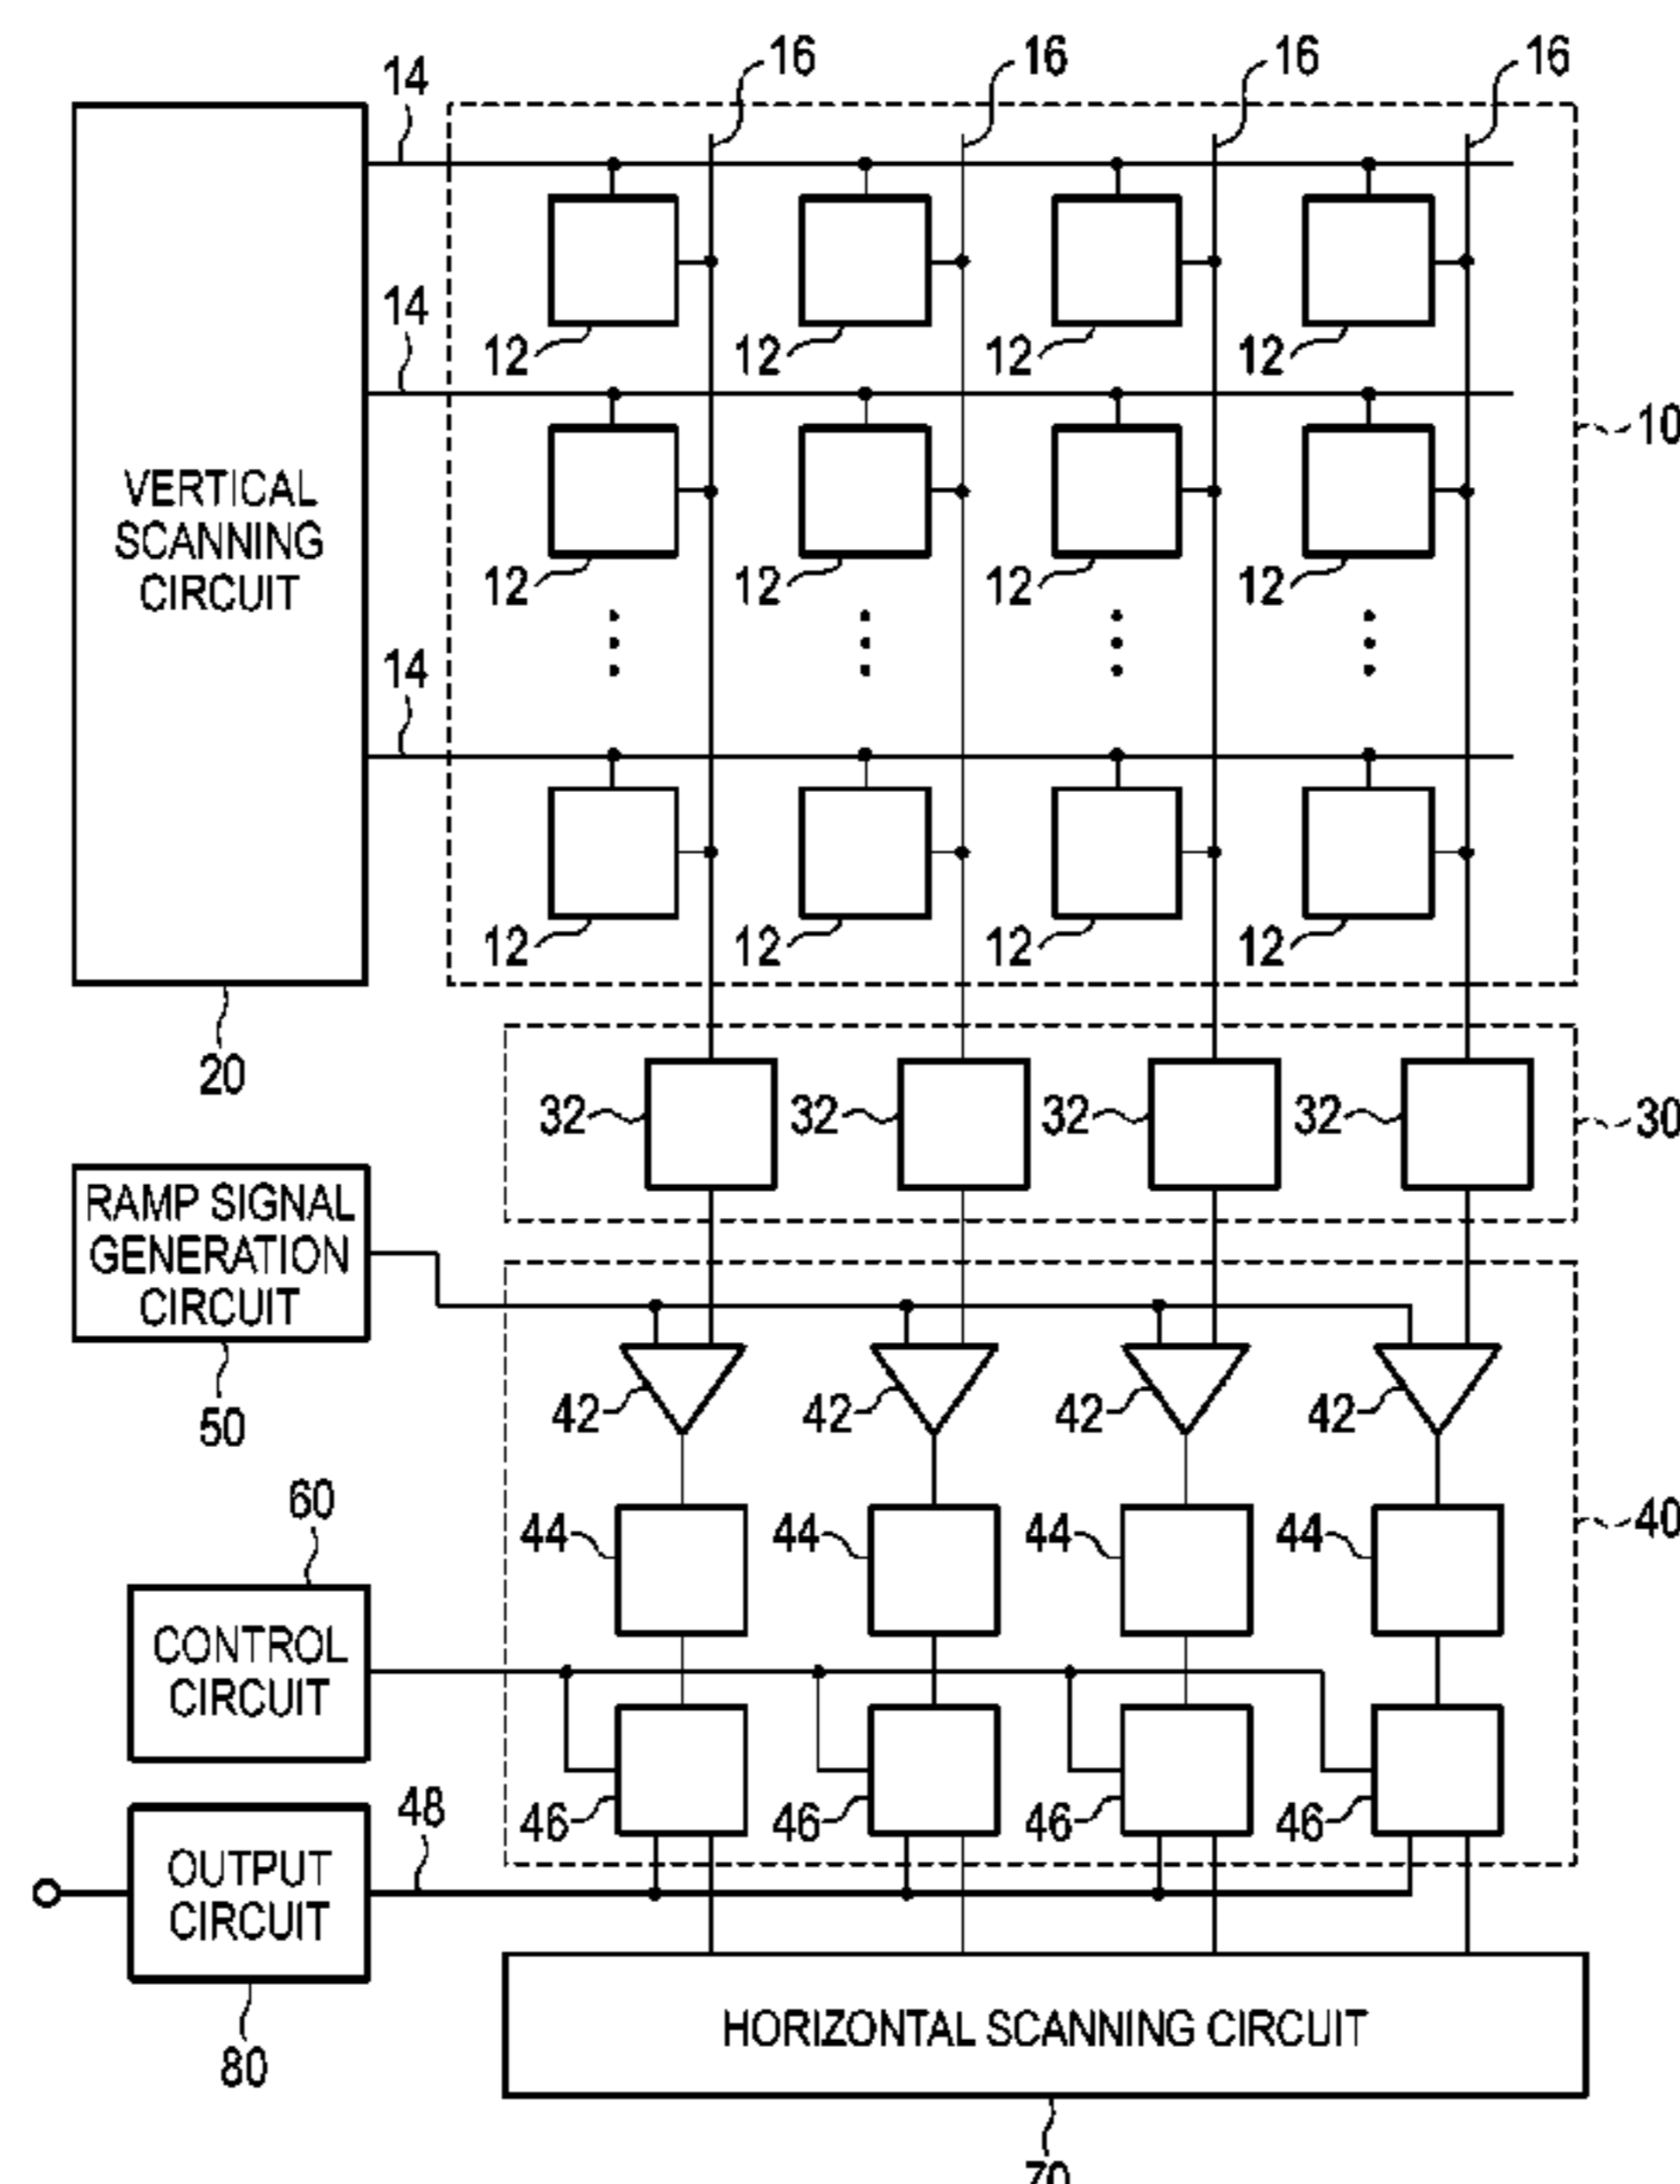 16 16 16 16
14
12 12 12 12
14
10
VERTICAL
SCANNING
CIRCUIT
12 12 12 12
14
12 12 12 12
20
32 32 32 32
30
RAMP SIGNAL
GENERATION
CIRCUIT
50
42 42 42 42
60
44 44 44 44
40
CONTROL
CIRCUIT
48
46 46 46 46
OUTPUT
CIRCUIT
80
HORIZONTAL SCANNING CIRCUIT
70